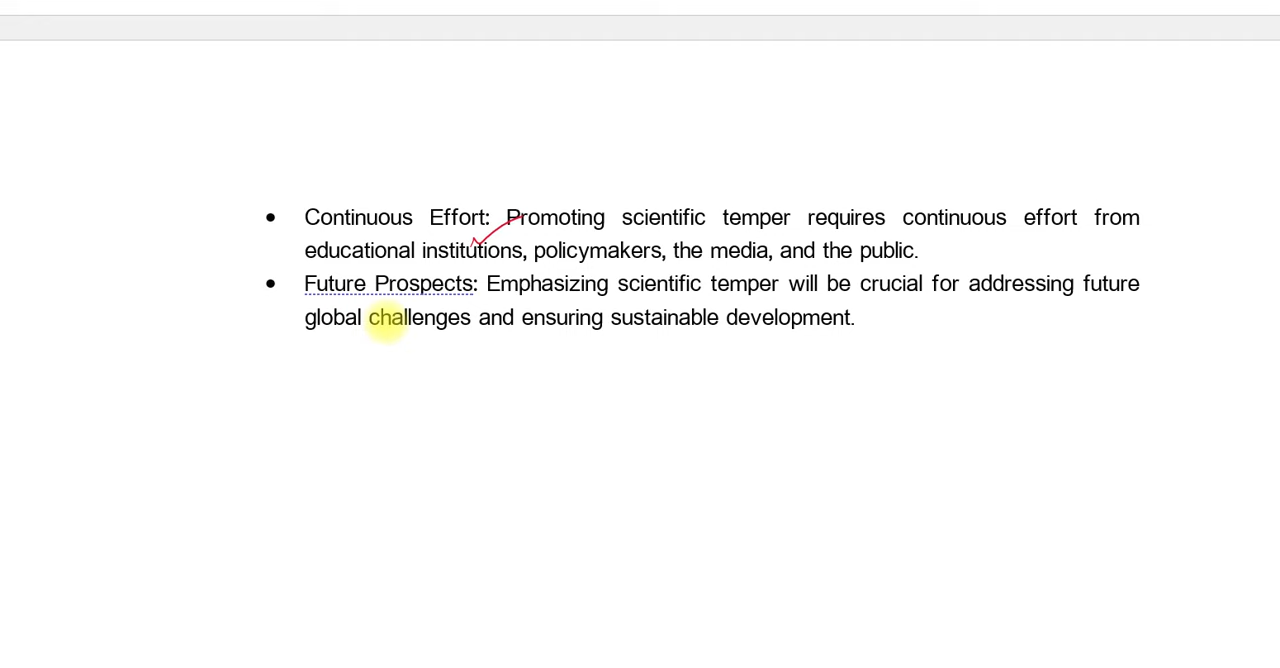 • Continuous Effort: Promoting scientific temper requires continuous effort from
educational institutions, policymakers, the media, and the public.
• Future Prospects: Emphasizing scientific temper will be crucial for addressing future
global challenges and ensuring sustainable development.